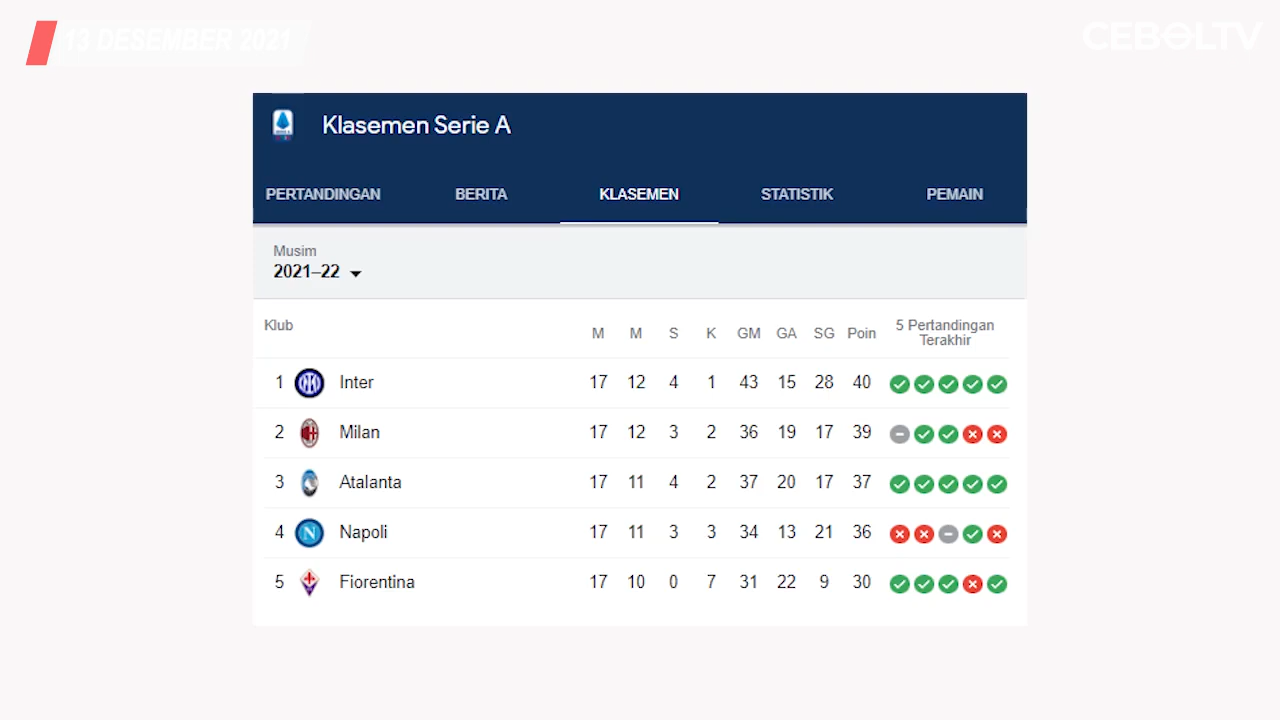 13 DESEMBER 2021
CEBOLTV
Klasemen Serie A
PERTANDINGAN BERITA KLASEMEN STATISTIK PEMAIN
Musim
2021–22
Klub M M S K GM GA SG Poin 5 Pertandingan
Terakhir
1 Inter 17 12 4 1 43 15 28 40
2 Milan 17 12 3 2 36 19 17 39
3 Atalanta 17 11 4 2 37 20 17 37
4 Napoli 17 11 3 3 34 13 21 36
5 Fiorentina 17 10 0 7 31 22 9 30